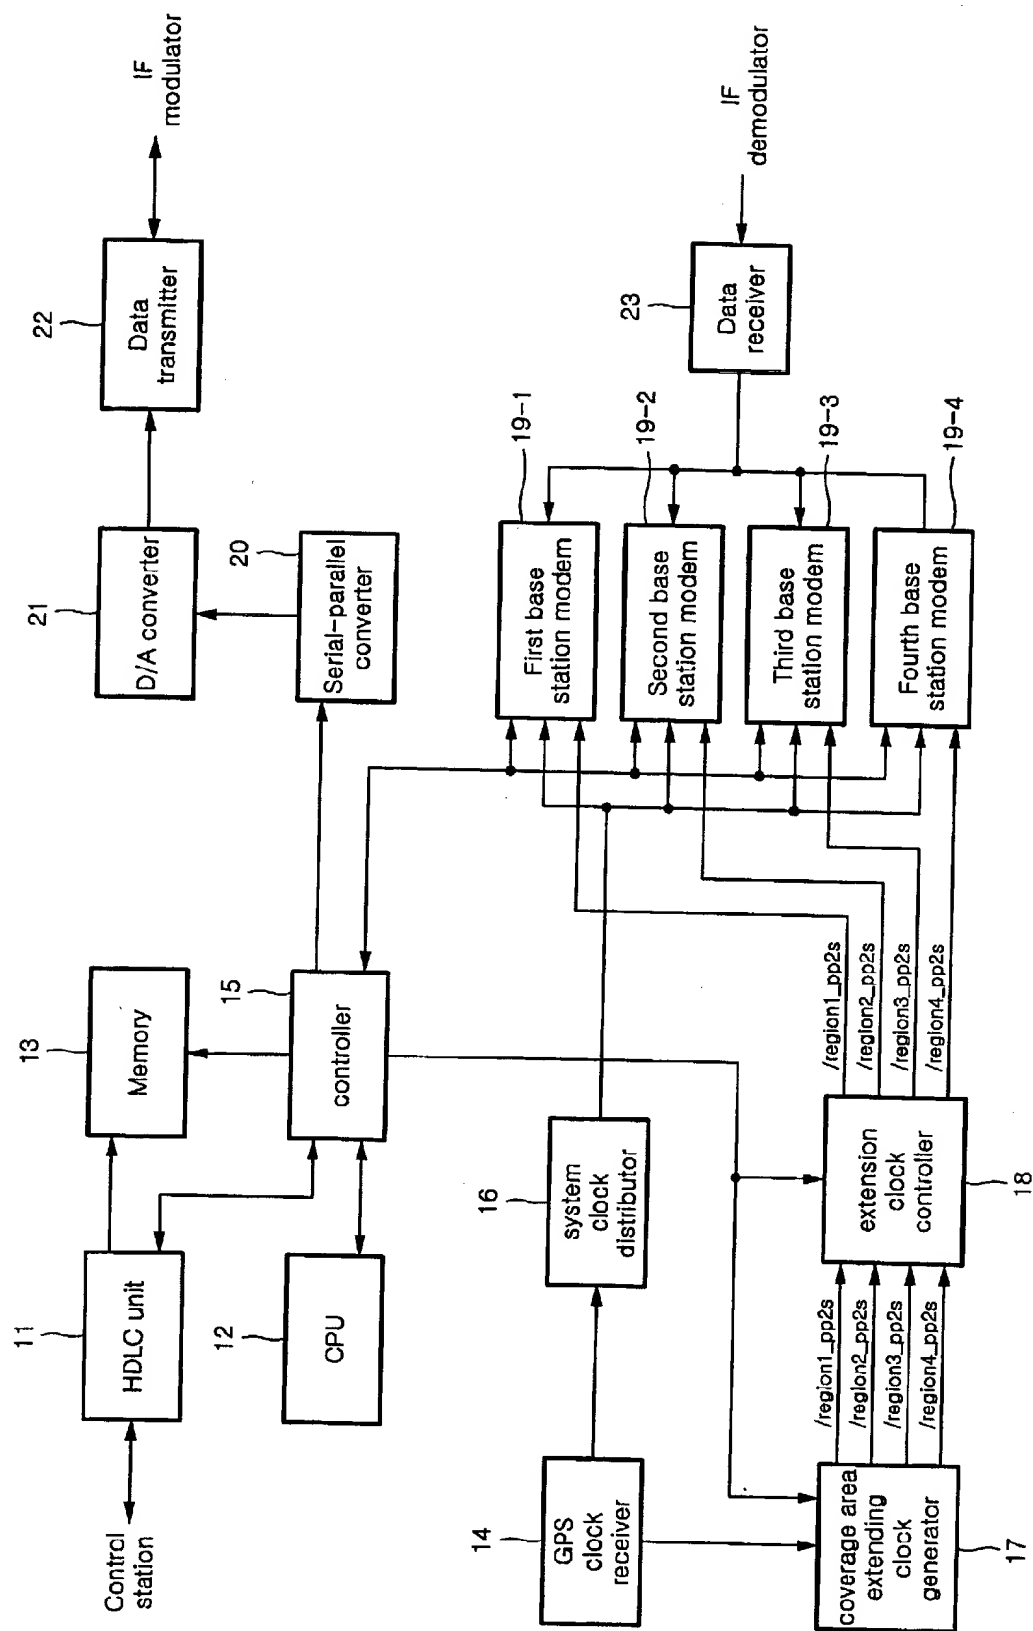 Control
station
11
HDLC unit
13
Memory
22
Data
transmitter
IF
modulator
21
D/A converter
12
CPU
15
controller
20
Serial-parallel
converter
14
GPS
clock
receiver
16
system
clock
distributor
19-1
First base
station modem
19-2
Second base
station modem
19-3
Third base
station modem
19-4
Fourth base
station modem
23
Data
receiver
IF
demodulator
coverage area
extending
clock
generator
17
/region1_pp2s
/region2_pp2s
/region3_pp2s
/region4_pp2s
extension
clock
controller
18
/region1_pp2s
/region2_pp2s
/region3_pp2s
/region4_pp2s